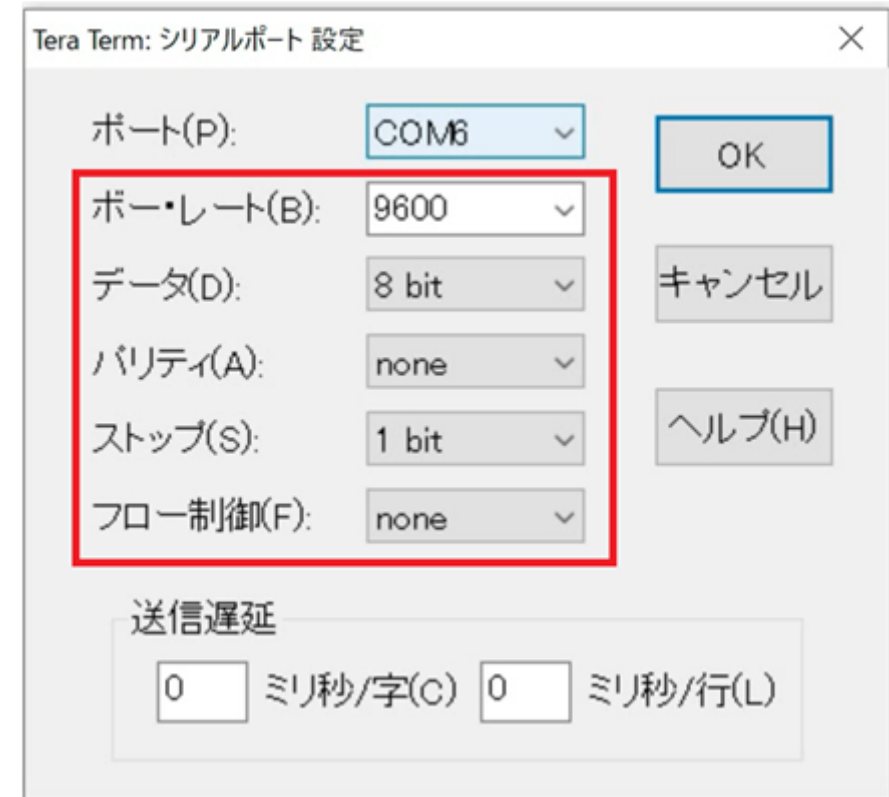 Tera Term: シリアルポート 設定
ポート(P): COM6
OK
ボー・レート(B): 9600
データ(D): 8 bit
キャンセル
パリティ(A): none
ストップ(S): 1 bit
ヘルプ(H)
フロー制御(F): none
送信遅延
0 ミリ秒/字(C) 0 ミリ秒/行(L)